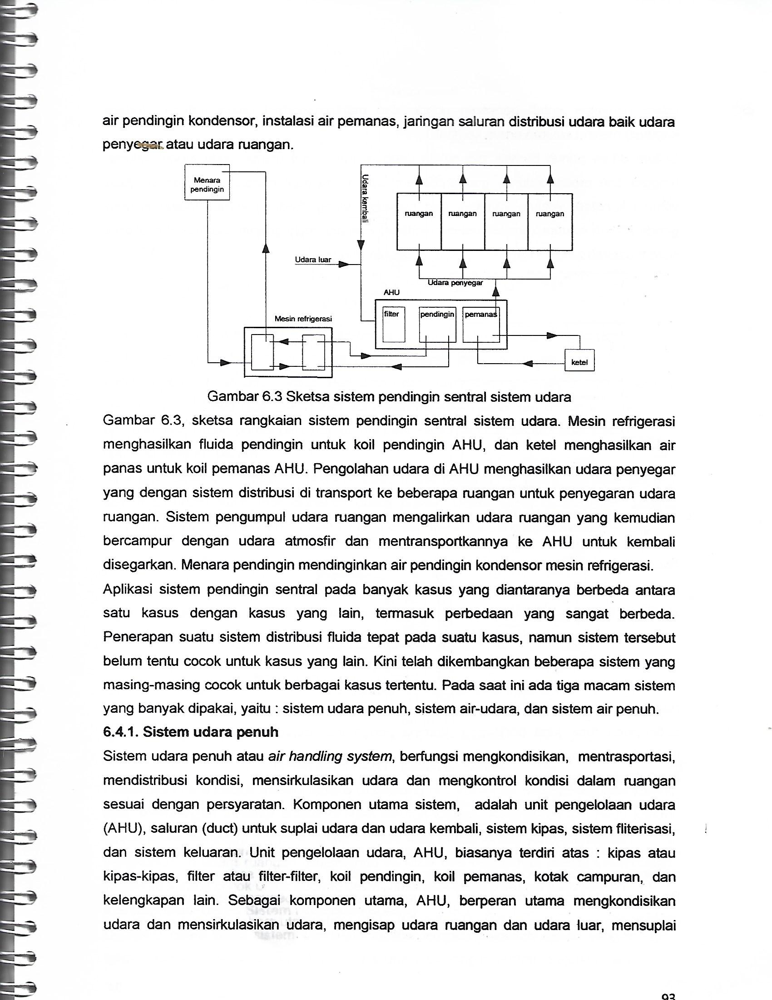 air pendingin kondensor, instalasi air pemanas, jaringan saluran distribusi udara baik udara
penyegar atau udara ruangan.
Menara
pendingin
Udara kembali
ruangan
ruangan
ruangan
ruangan
Udara luar
Udara penyegar
AHU
filter
pendingin
pemanas
Mesin refrigerasi
ketel
Gambar 6.3 Sketsa sistem pendingin sentral sistem udara
Gambar 6.3, sketsa rangkaian sistem pendingin sentral sistem udara. Mesin refrigerasi
menghasilkan fluida pendingin untuk koil pendingin AHU, dan ketel menghasilkan air
panas untuk koil pemanas AHU. Pengolahan udara di AHU menghasilkan udara penyegar
yang dengan sistem distribusi di transport ke beberapa ruangan untuk penyegaran udara
ruangan. Sistem pengumpul udara ruangan mengalirkan udara ruangan yang kemudian
bercampur dengan udara atmosfir dan mentransportkannya ke AHU untuk kembali
disegarkan. Menara pendingin mendinginkan air pendingin kondensor mesin refrigerasi.
Aplikasi sistem pendingin sentral pada banyak kasus yang diantaranya berbeda antara
satu kasus dengan kasus yang lain, termasuk perbedaan yang sangat berbeda.
Penerapan suatu sistem distribusi fluida tepat pada suatu kasus, namun sistem tersebut
belum tentu cocok untuk kasus yang lain. Kini telah dikembangkan beberapa sistem yang
masing-masing cocok untuk berbagai kasus tertentu. Pada saat ini ada tiga macam sistem
yang banyak dipakai, yaitu : sistem udara penuh, sistem air-udara, dan sistem air penuh.
6.4.1. Sistem udara penuh
Sistem udara penuh atau air handling system, berfungsi mengkondisikan, mentrasportasi,
mendistribusi kondisi, mensirkulasikan udara dan mengkontrol kondisi dalam ruangan
sesuai dengan persyaratan. Komponen utama sistem, adalah unit pengelolaan udara
(AHU), saluran (duct) untuk suplai udara dan udara kembali, sistem kipas, sistem fliterisasi,
dan sistem keluaran. Unit pengelolaan udara, AHU, biasanya terdiri atas : kipas atau
kipas-kipas, filter atau filter-filter, koil pendingin, koil pemanas, kotak campuran, dan
kelengkapan lain. Sebagai komponen utama, AHU, berperan utama mengkondisikan
udara dan mensirkulasikan udara, mengisap udara ruangan dan udara luar, mensuplai
93